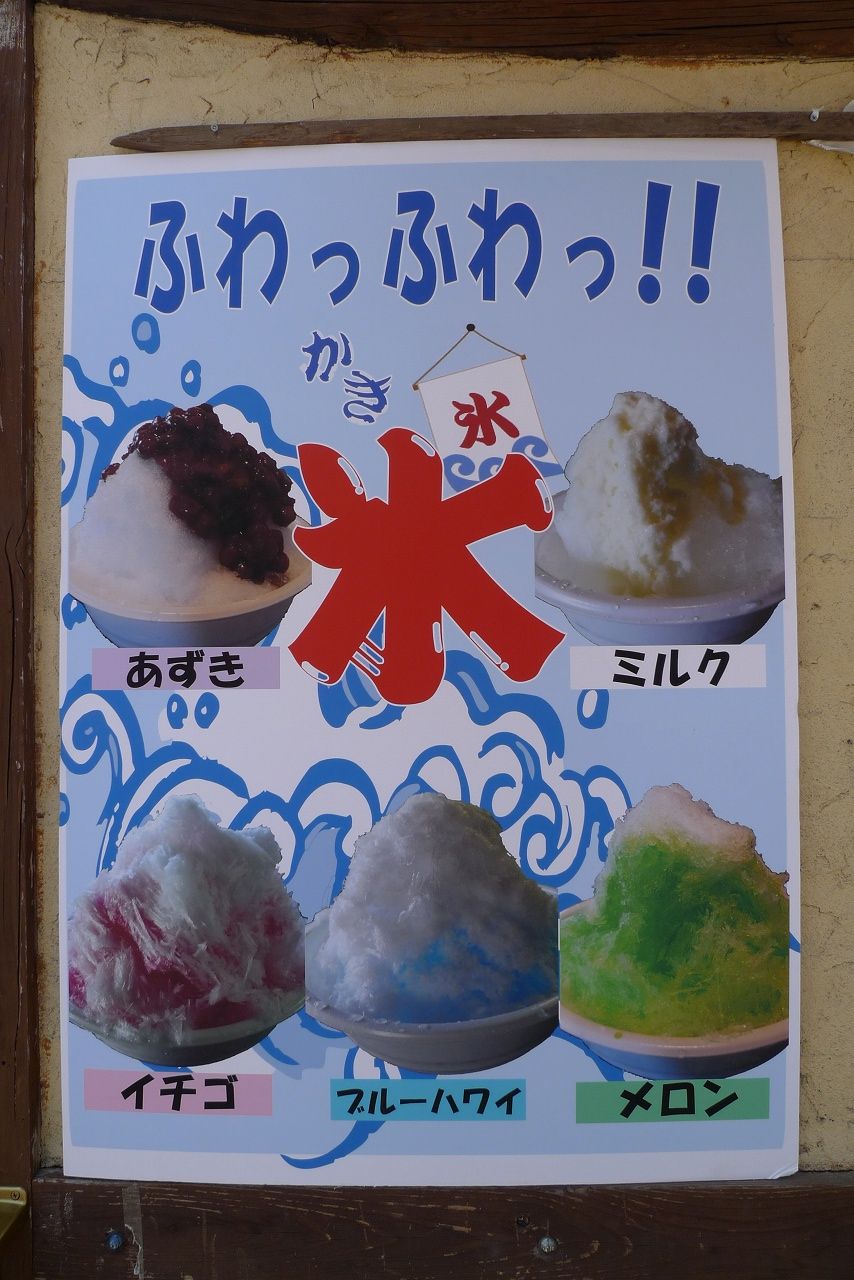 ふわっふわっ!!
かき
氷
氷
あずき
ミルク
イチゴ
ブルーハワイ
メロン